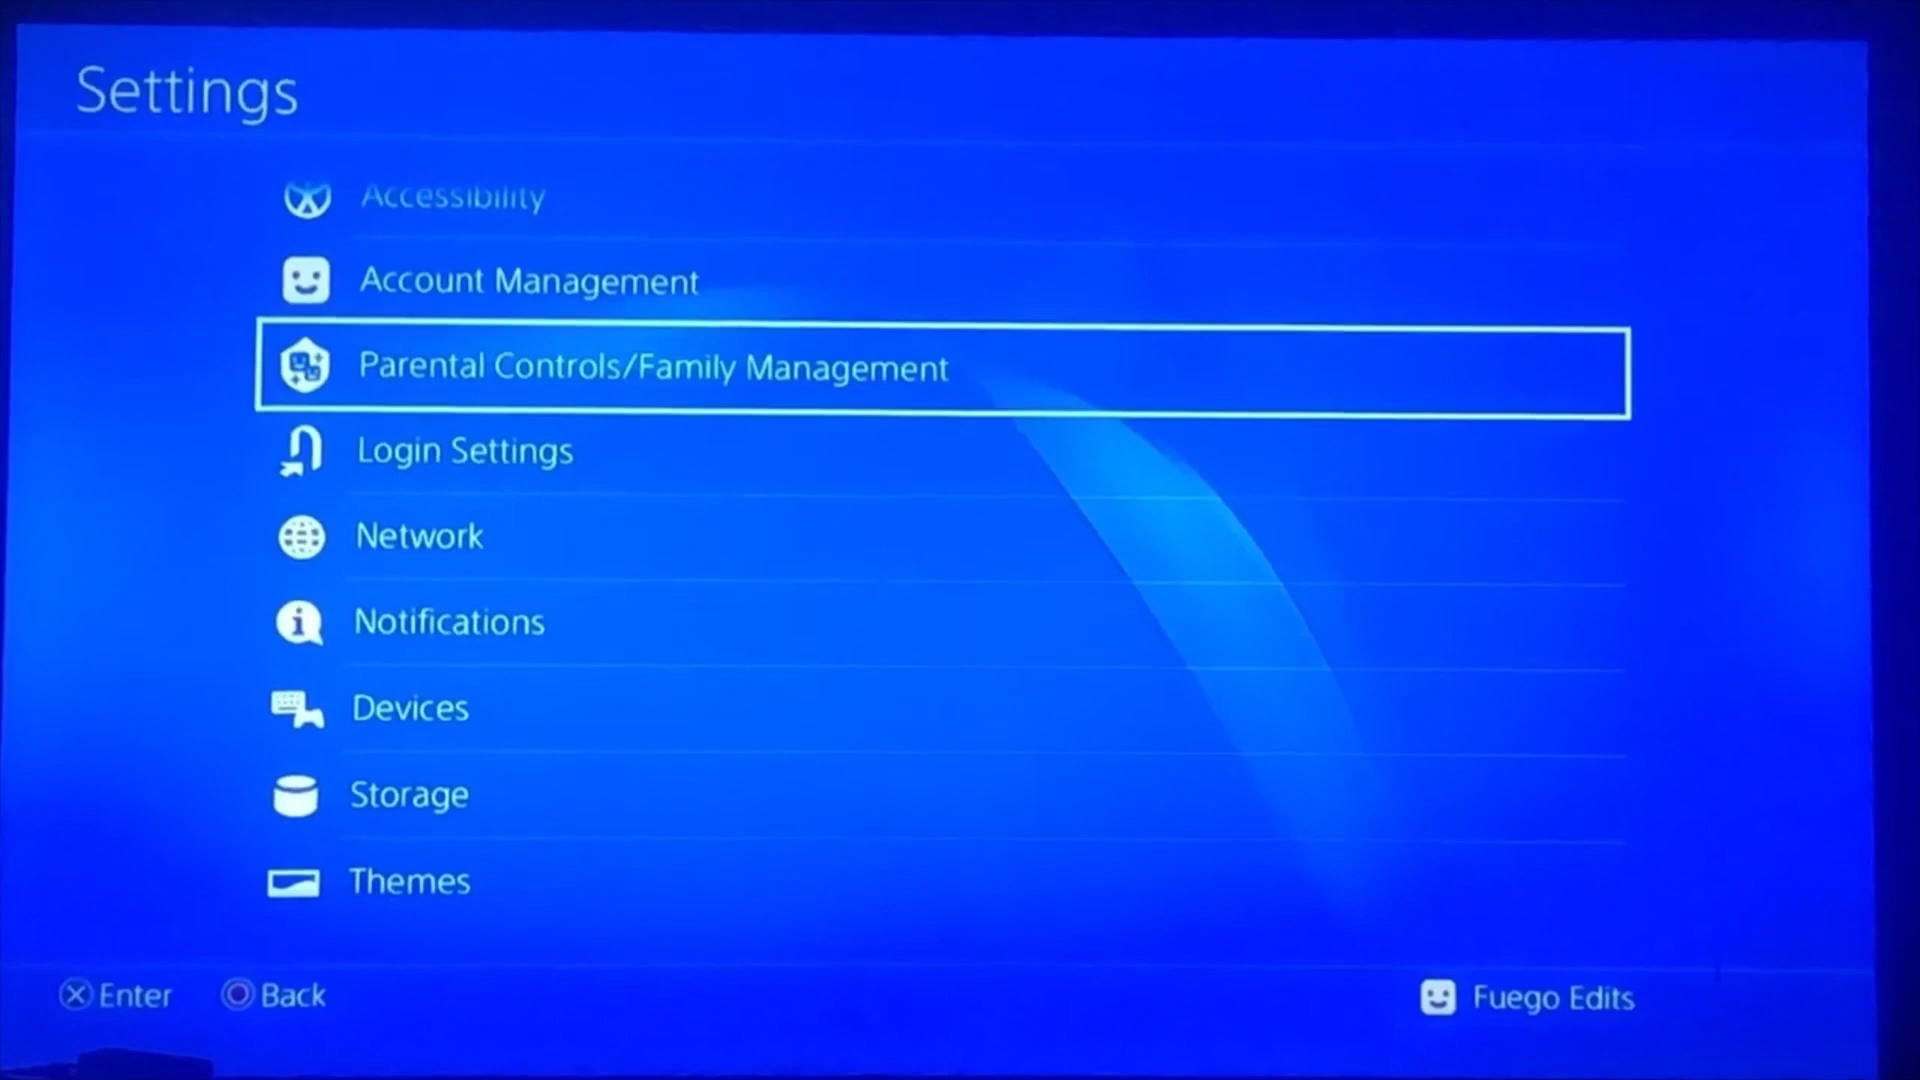 Settings
Accessibility
Account Management
Parental Controls/Family Management
Login Settings
Network
Notifications
Devices
Storage
Themes
Enter Back
Fuego Edits